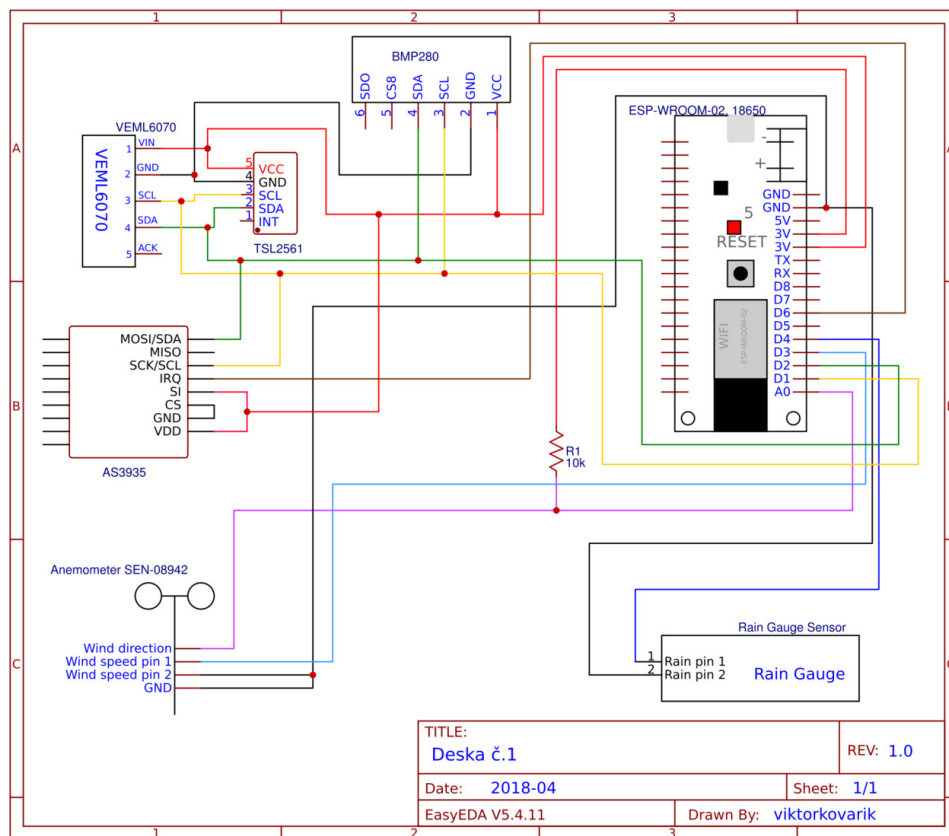 1
2
3
A
B
C
A
C
BMP280
SDO
CS8
SDA
SCL
GND
VCC
6
5
4
3
2
1
VEML6070
VEML6070
1 VIN
2 GND
3 SCL
4 SDA
5 ACK
5 VCC
4 GND
3 SCL
2 SDA
1 INT
TSL2561
ESP-WROOM-02, 18650
-
+
5
RESET
WIFI
ESP-WROOM-02
GND
GND
5V
3V
3V
TX
RX
D8
D7
D6
D5
D4
D3
D2
D1
A0
MOSI/SDA
MISO
SCK/SCL
IRQ
SI
CS
GND
VDD
AS3935
R1
10k
Anemometer SEN-08942
Wind direction
Wind speed pin 1
Wind speed pin 2
GND
Rain Gauge Sensor
1 Rain pin 1
2 Rain pin 2
Rain Gauge
TITLE:
Deska č.1
REV: 1.0
Date: 2018-04
Sheet: 1/1
EasyEDA V5.4.11
Drawn By: viktorkovarik
1
2
3